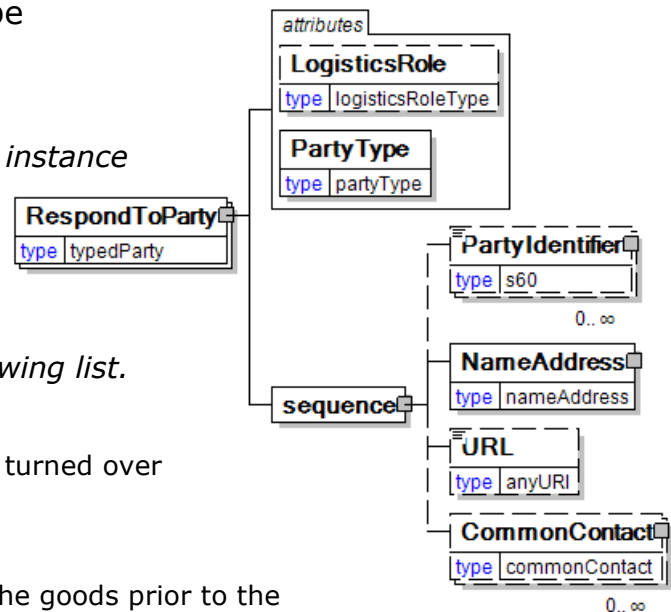 be
instance
wing list.
turned over
he goods prior to the
attributes
LogisticsRole
type logisticsRoleType
PartyType
type partyType
RespondToParty
type typedParty
sequence
PartyIdentifier
type s60
0.. ∞
NameAddress
type nameAddress
URL
type anyURI
CommonContact
type commonContact
0.. ∞